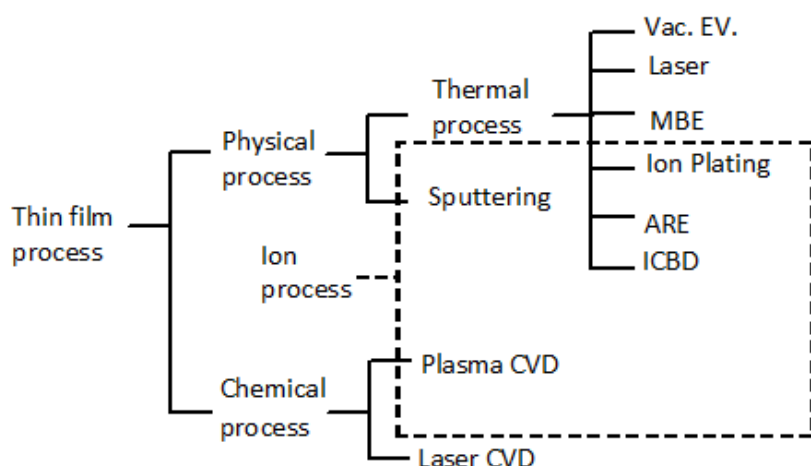 Vac. EV.
Laser
Thermal
process
MBE
Physical
process
Ion Plating
Sputtering
Thin film
process
ARE
Ion
process
ICBD
Plasma CVD
Chemical
process
Laser CVD